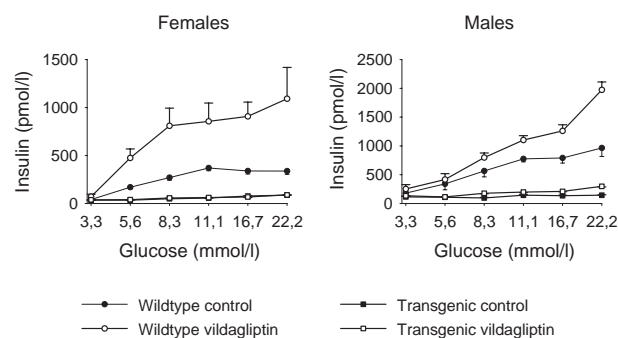 Females
Males
Insulin (pmol/l)
1500
1000
500
0
3,3 5,6 8,3 11,1 16,7 22,2
Glucose (mmol/l)
Insulin (pmol/l)
2500
2000
1500
1000
500
0
3,3 5,6 8,3 11,1 16,7 22,2
Glucose (mmol/l)
Wildtype control
Wildtype vildagliptin
Transgenic control
Transgenic vildagliptin